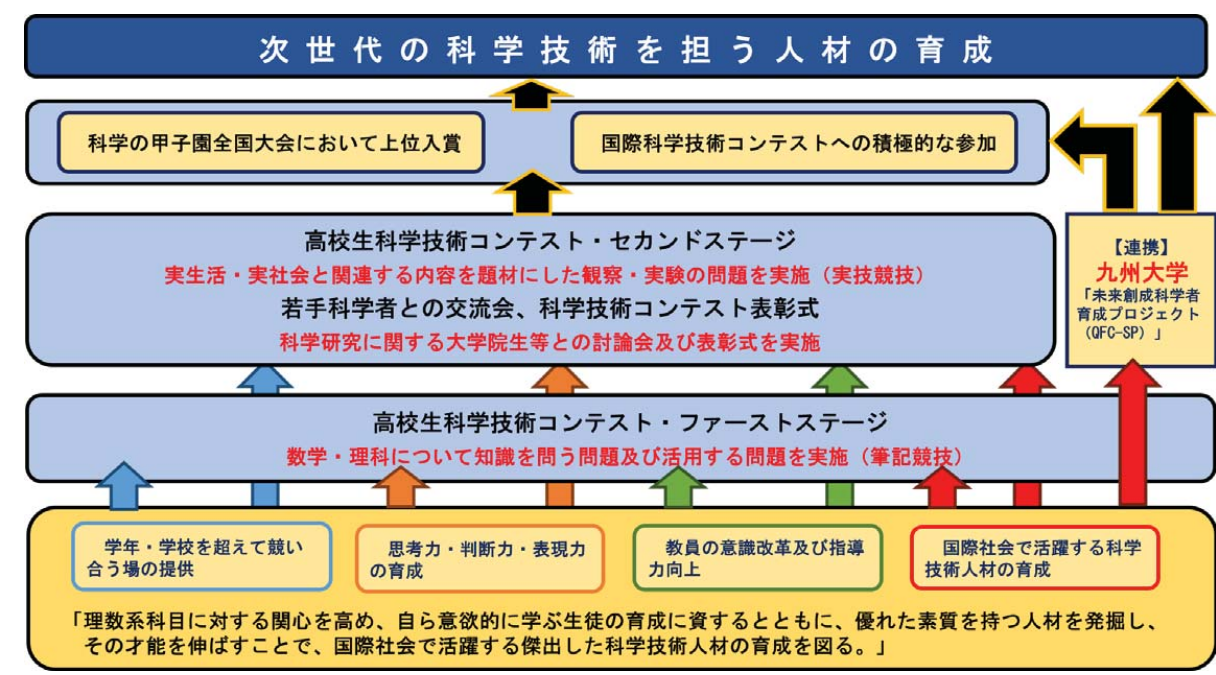 次世代の科学技術を担う人材の育成
科学の甲子園全国大会において上位入賞
国際科学技術コンテストへの積極的な参加
高校生科学技術コンテスト・セカンドステージ
実生活・実社会と関連する内容を題材にした観察・実験の問題を実施（実技競技）
若手科学者との交流会、科学技術コンテスト表彰式
科学研究に関する大学院生等との討論会及び表彰式を実施
【連携】
九州大学
「未来創成科学者
育成プロジェクト
（QFC-SP）」
高校生科学技術コンテスト・ファーストステージ
数学・理科について知識を問う問題及び活用する問題を実施（筆記競技）
学年・学校を超えて競い
合う場の提供
思考力・判断力・表現力
の育成
教員の意識改革及び指導
力向上
国際社会で活躍する科学
技術人材の育成
「理数系科目に対する関心を高め、自ら意欲的に学ぶ生徒の育成に資するとともに、優れた素質を持つ人材を発掘し、
その才能を伸ばすことで、国際社会で活躍する傑出した科学技術人材の育成を図る。」